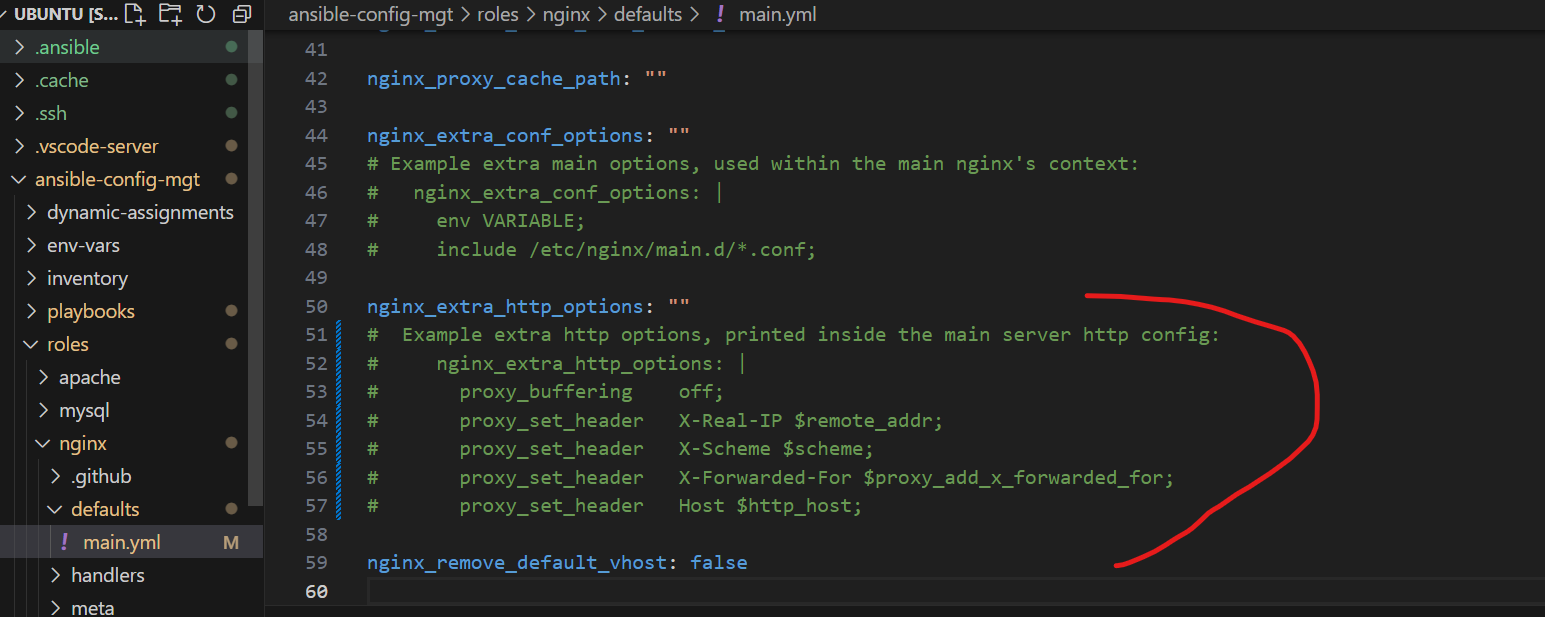 UBUNTU [S...
.ansible
.cache
.ssh
.vscode-server
ansible-config-mgt
dynamic-assignments
env-vars
inventory
playbooks
roles
apache
mysql
nginx
.github
defaults
! main.yml M
handlers
meta
ansible-config-mgt > roles > nginx > defaults > ! main.yml
41
42 nginx_proxy_cache_path: ""
43
44 nginx_extra_conf_options: ""
45 # Example extra main options, used within the main nginx's context:
46 #   nginx_extra_conf_options: |
47 #     env VARIABLE;
48 #     include /etc/nginx/main.d/*.conf;
49
50 nginx_extra_http_options: ""
51 #  Example extra http options, printed inside the main server http config:
52 #     nginx_extra_http_options: |
53 #       proxy_buffering    off;
54 #       proxy_set_header   X-Real-IP $remote_addr;
55 #       proxy_set_header   X-Scheme $scheme;
56 #       proxy_set_header   X-Forwarded-For $proxy_add_x_forwarded_for;
57 #       proxy_set_header   Host $http_host;
58
59 nginx_remove_default_vhost: false
60